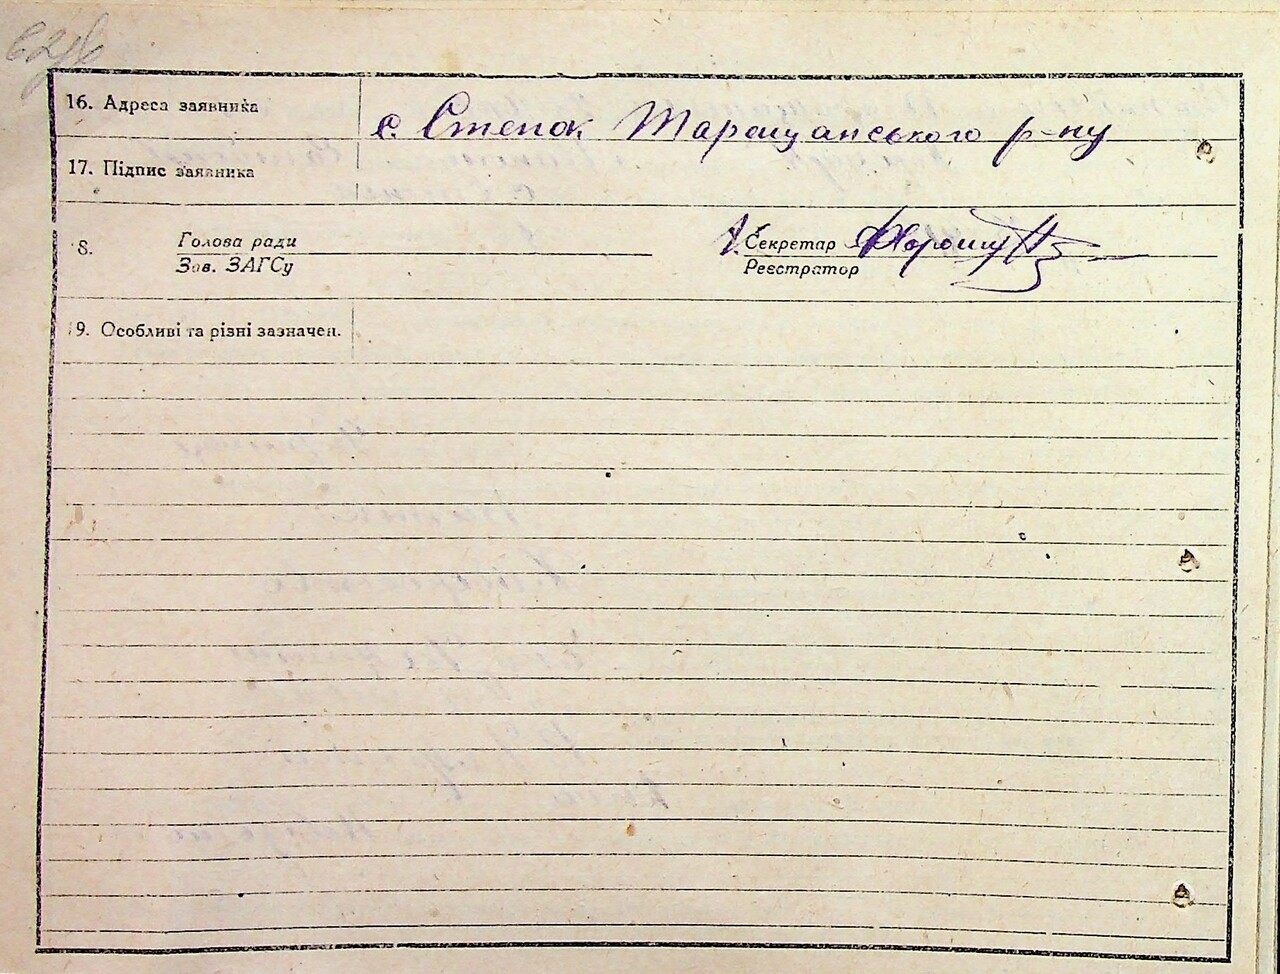 16. Адреса заявника
с. Степок Таращанського р-ну
17. Підпис заявника
8.
Голова ради
Зав. ЗАГСу
Секретар
Реєстратор
19. Особливі та різні зазначен.